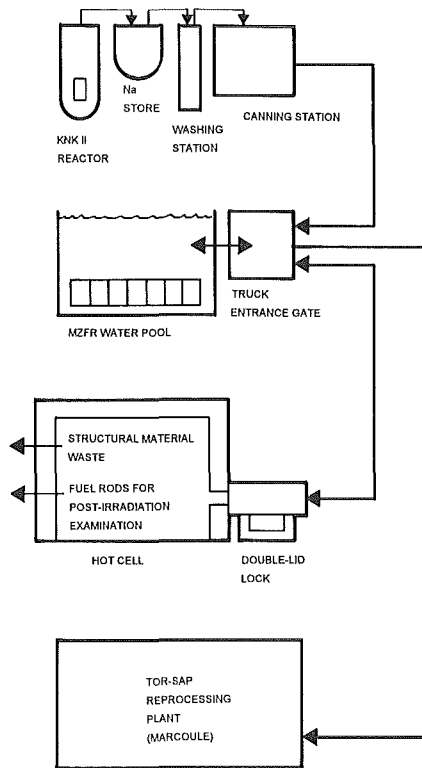 KNK II
REACTOR
Na
STORE
WASHING
STATION
CANNING STATION
MZFR WATER POOL
TRUCK
ENTRANCE GATE
STRUCTURAL MATERIAL
WASTE
FUEL RODS FOR
POST-IRRADIATION
EXAMINATION
HOT CELL
DOUBLE-LID
LOCK
TOR-SAP
REPROCESSING
PLANT
(MARCOULE)